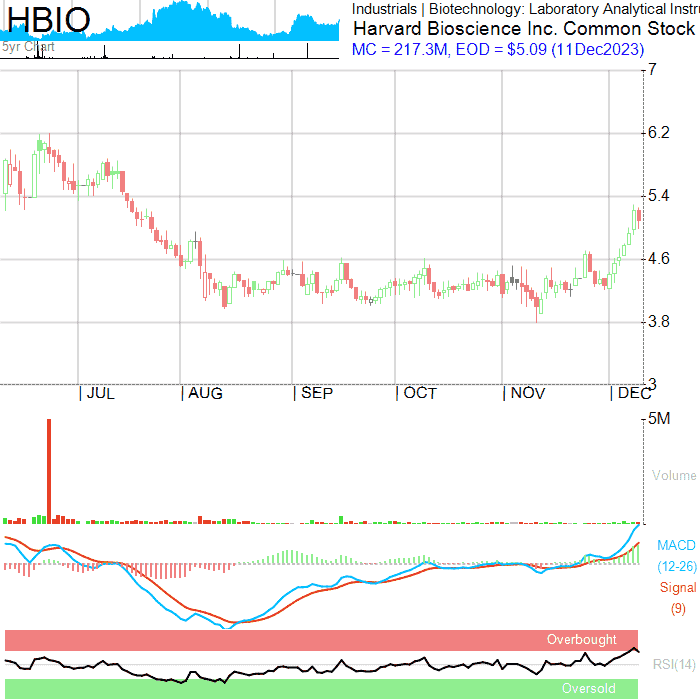 HBIO
5yr Chart
Industrials | Biotechnology: Laboratory Analytical Instru
Harvard Bioscience Inc. Common Stock
MC = 217.3M, EOD = $5.09 (11Dec2023)
7
6.2
5.4
4.6
3.8
3
JUL
AUG
SEP
OCT
NOV
DEC
5M
Volume
MACD
(12-26)
Signal
(9)
Overbought
RSI(14)
Oversold